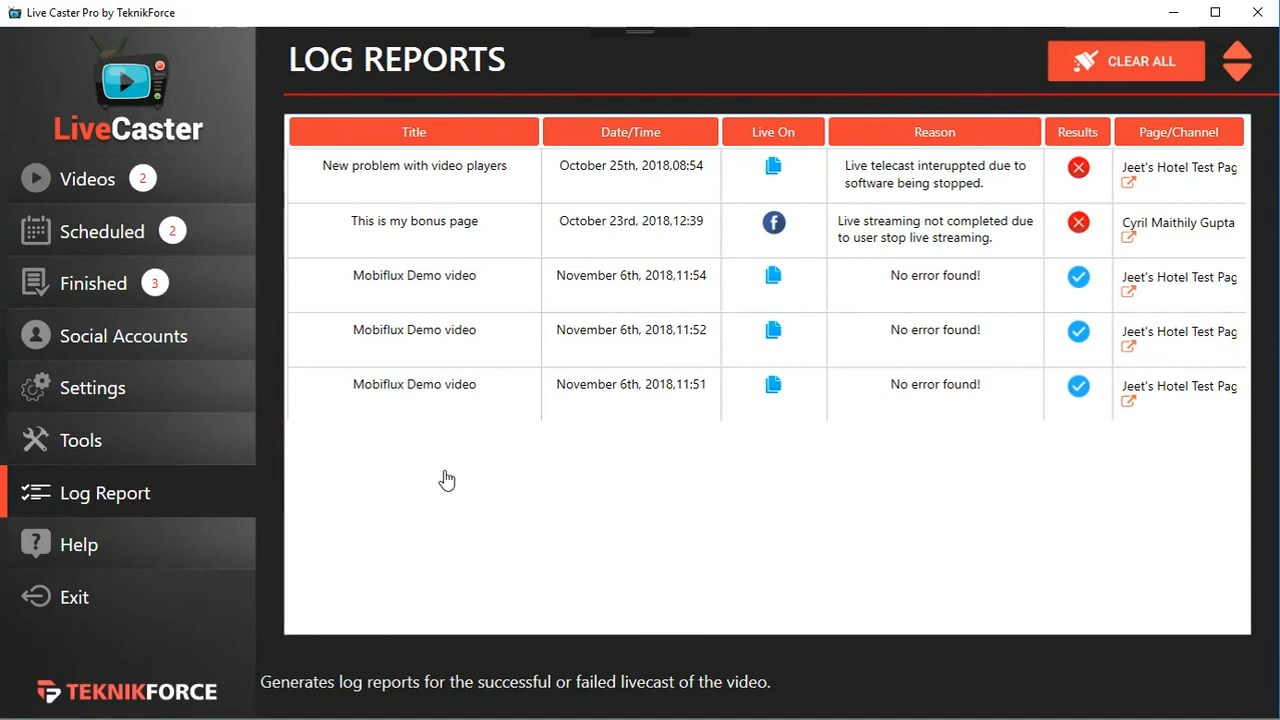 Live Caster Pro by TeknikForce
LiveCaster
Videos 2
Scheduled 2
Finished 3
Social Accounts
Settings
Tools
Log Report
Help
Exit
TEKNIKFORCE
LOG REPORTS
CLEAR ALL
Title Date/Time Live On Reason Results Page/Channel
New problem with video players October 25th, 2018,08:54 Live telecast interuppted due to Jeet's Hotel Test Pag
software being stopped.
This is my bonus page October 23rd, 2018,12:39 Live streaming not completed due Cyril Maithily Gupta
to user stop live streaming.
Mobiflux Demo video November 6th, 2018,11:54 No error found! Jeet's Hotel Test Pag
Mobiflux Demo video November 6th, 2018,11:52 No error found! Jeet's Hotel Test Pag
Mobiflux Demo video November 6th, 2018,11:51 No error found! Jeet's Hotel Test Pag
Generates log reports for the successful or failed livecast of the video.